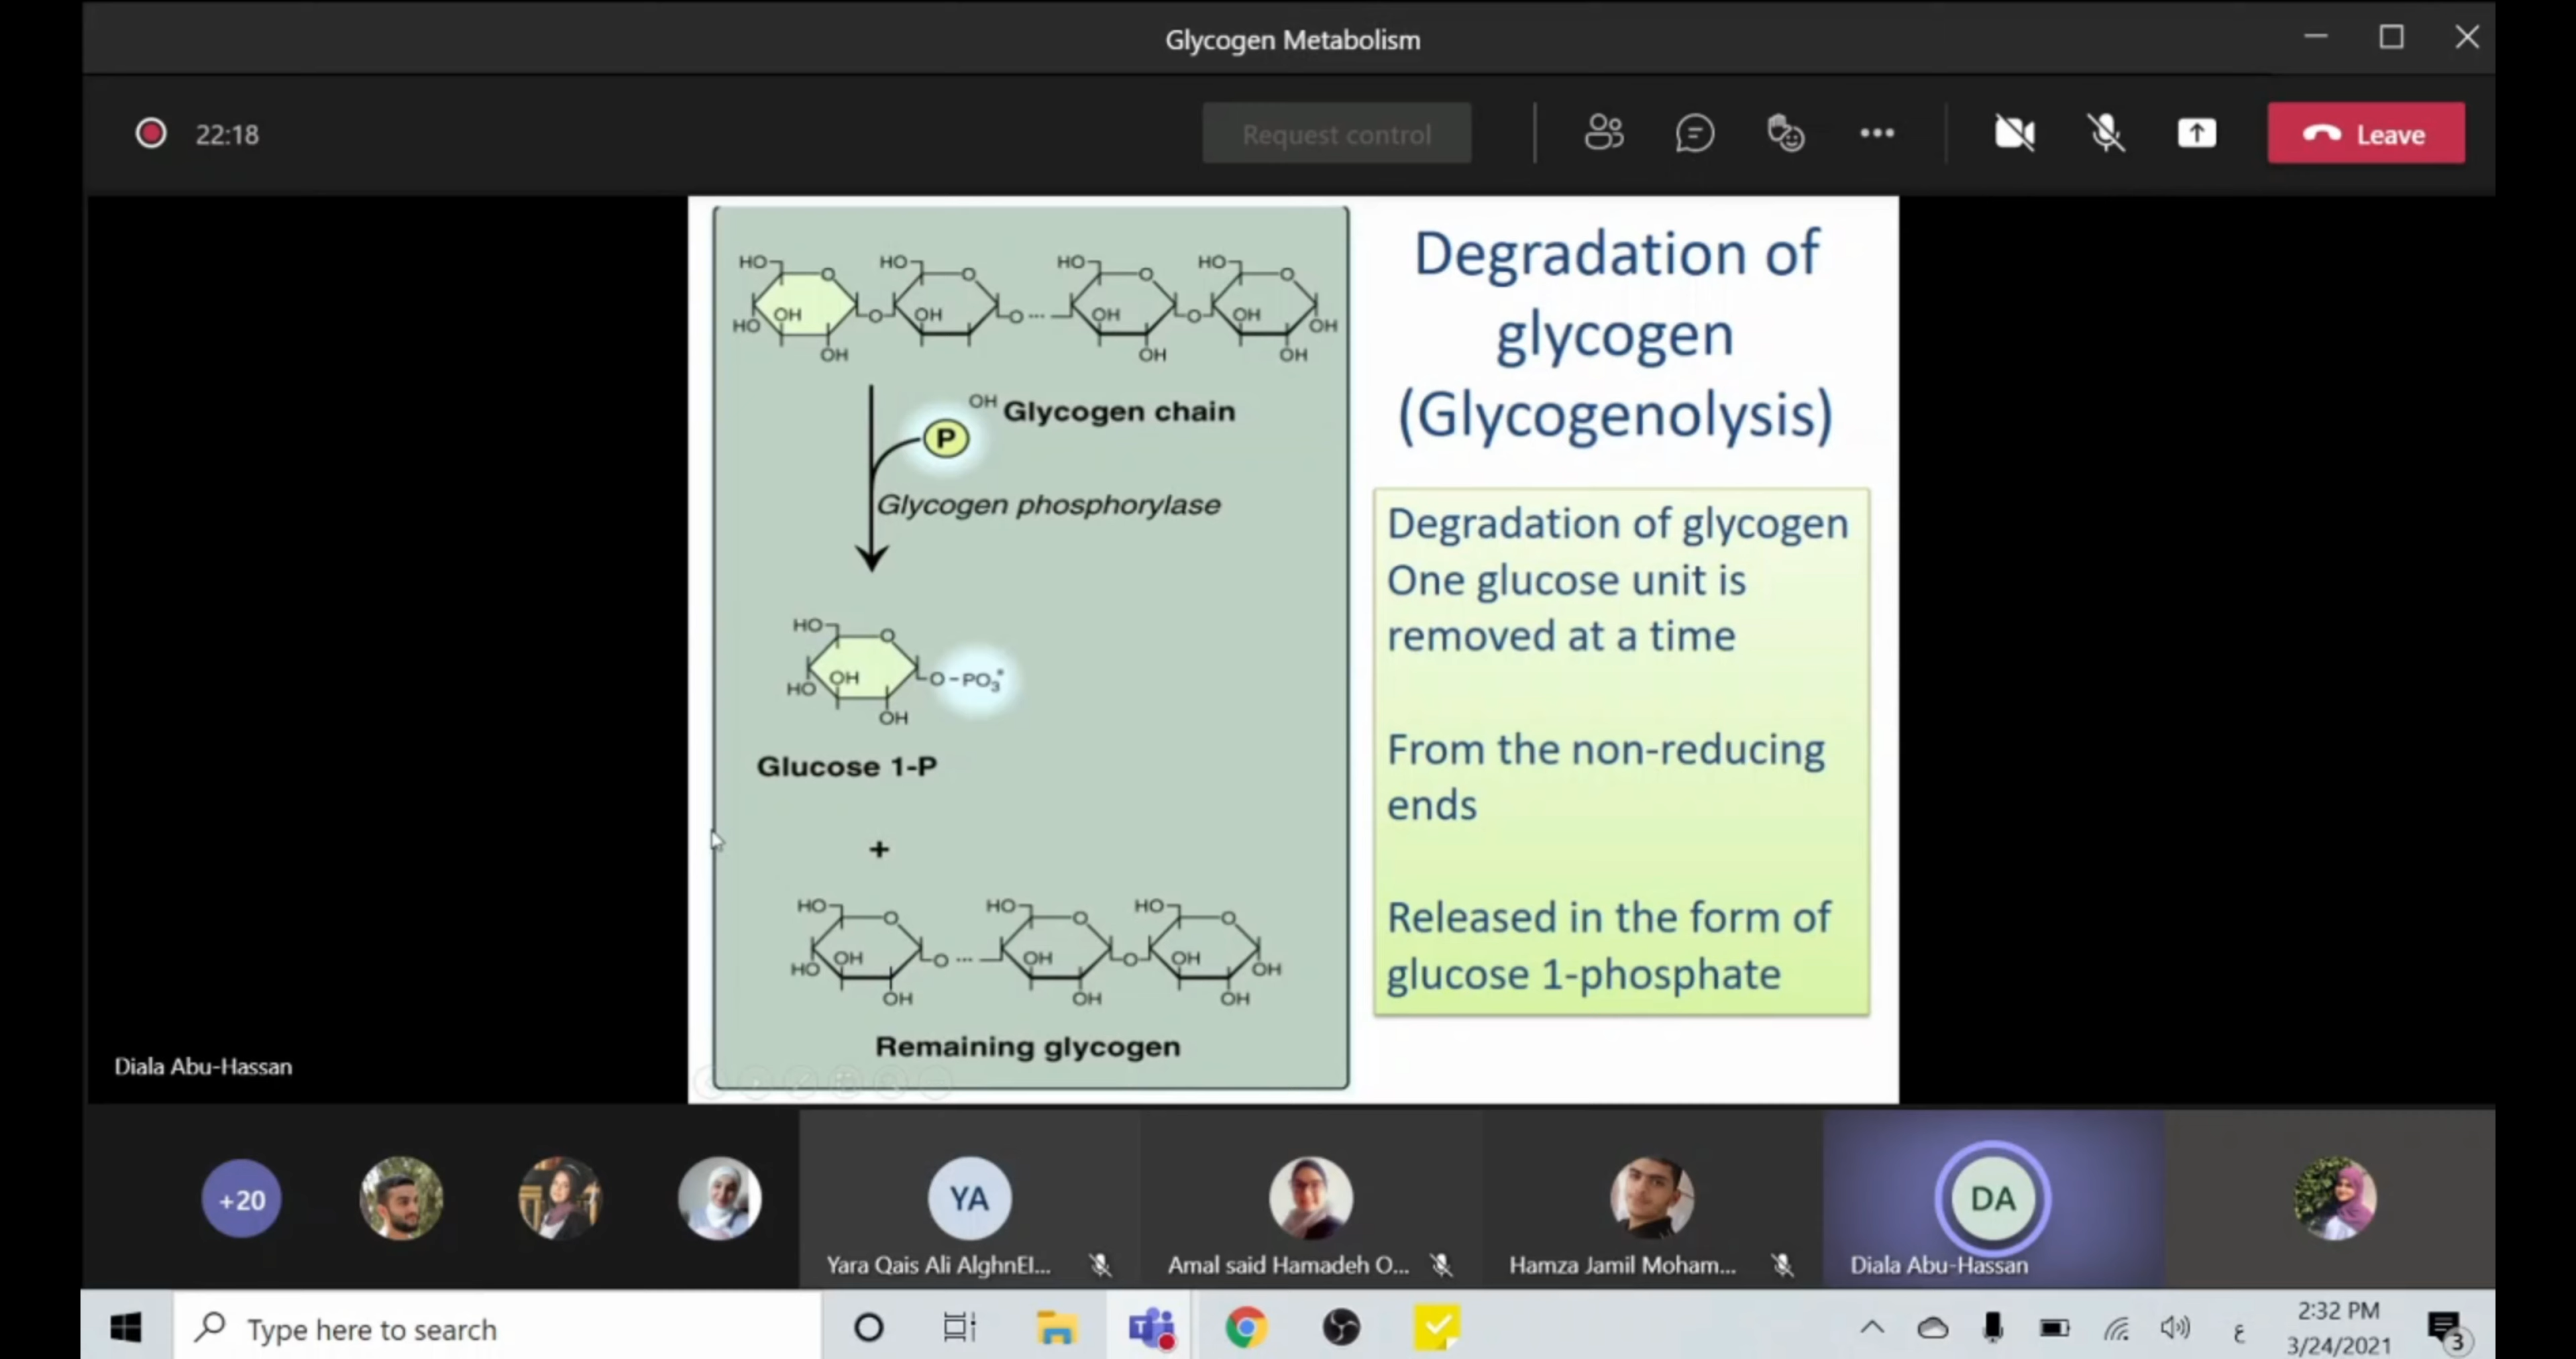 Glycogen Metabolism
22:18
Request control
Leave
HO HO HO HO
O O O O
OH O OH O ... OH O OH
HO OH
OH OH OH
OH Glycogen chain
P
Glycogen phosphorylase
HO
O
OH O-PO3
HO
OH
Glucose 1-P
+
HO HO HO
O O O
OH O ... OH O OH
HO OH
OH OH OH
Remaining glycogen
Degradation of
glycogen
(Glycogenolysis)
Degradation of glycogen
One glucose unit is
removed at a time
From the non-reducing
ends
Released in the form of
glucose 1-phosphate
Diala Abu-Hassan
+20
YA
DA
Yara Qais Ali AlghnEI...
Amal said Hamadeh O...
Hamza Jamil Moham...
Diala Abu-Hassan
Type here to search
T
ع
2:32 PM
3/24/2021
3